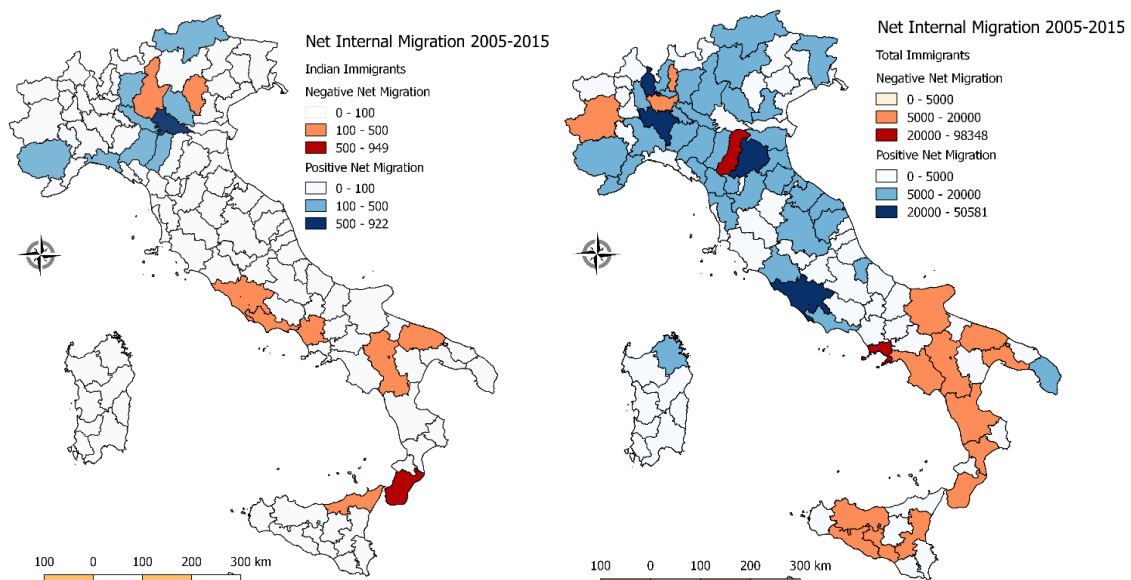 Net Internal Migration 2005-2015
Indian Immigrants
Negative Net Migration
0 - 100
100 - 500
500 - 949
Positive Net Migration
0 - 100
100 - 500
500 - 922
100 0 100 200 300 km
Net Internal Migration 2005-2015
Total Immigrants
Negative Net Migration
0 - 5000
5000 - 20000
20000 - 98348
Positive Net Migration
0 - 5000
5000 - 20000
20000 - 50581
100 0 100 200 300 km